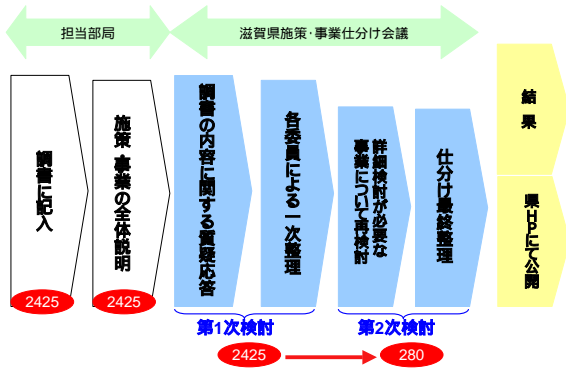 担当部局
滋賀県施策・事業仕分け会議
調書に記入
施策・事業の全体説明
調書の内容に関する質疑応答
各委員による一次整理
詳細検討が必要な
事業について再検討
仕分け最終整理
結果
県HPにて公開
2425
2425
第1次検討
第2次検討
2425
280